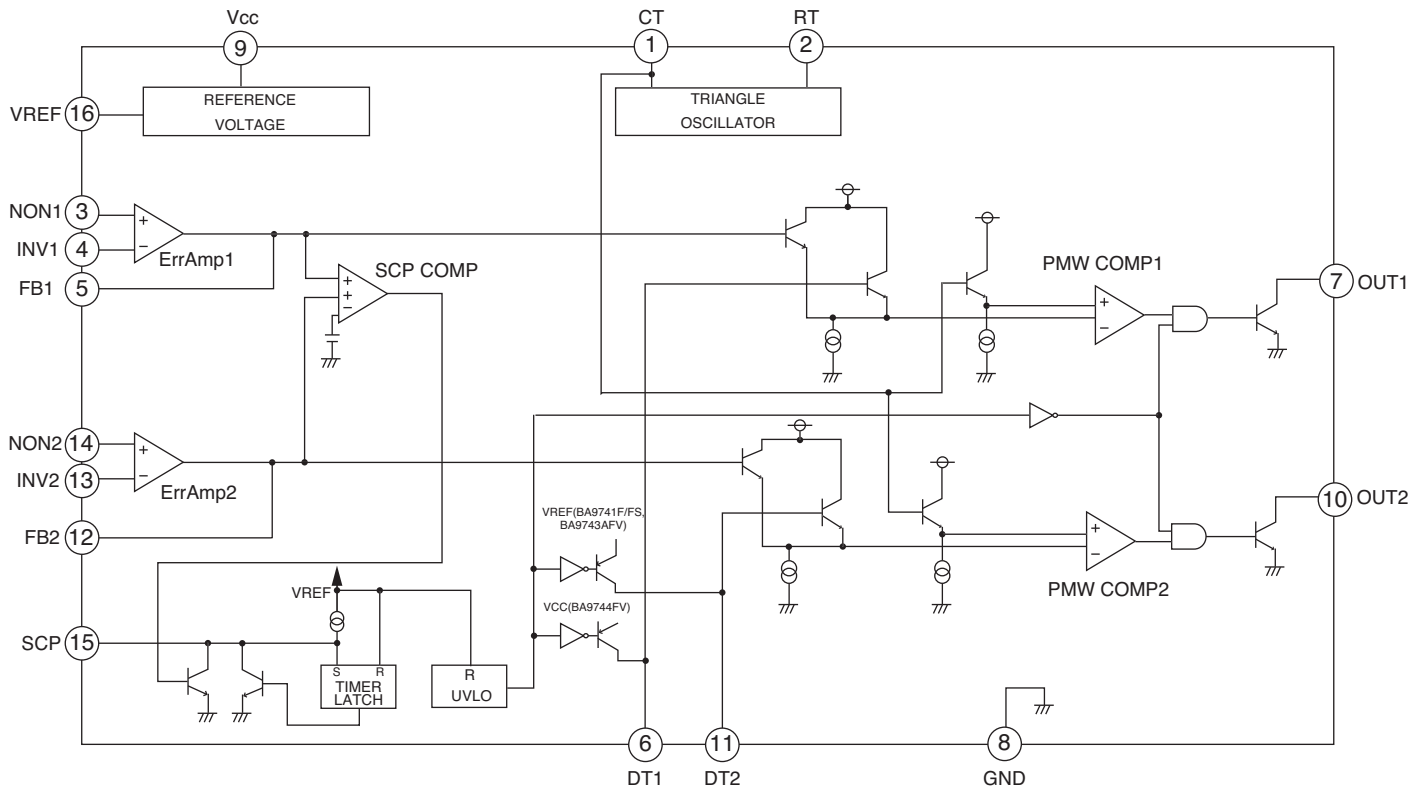 Vcc
CT
RT
9
1
2
REFERENCE
VOLTAGE
TRIANGLE
OSCILLATOR
VREF
16
NON1
3
+
INV1
4
−
ErrAmp1
FB1
5
SCP COMP
+
+
−
PMW COMP1
+
−
7
OUT1
NON2
14
+
INV2
13
−
ErrAmp2
FB2
12
VREF(BA9741F/FS,
BA9743AFV)
+
−
PMW COMP2
10
OUT2
VREF
VCC(BA9744FV)
SCP
15
S
R
TIMER
LATCH
R
UVLO
6
11
8
DT1
DT2
GND